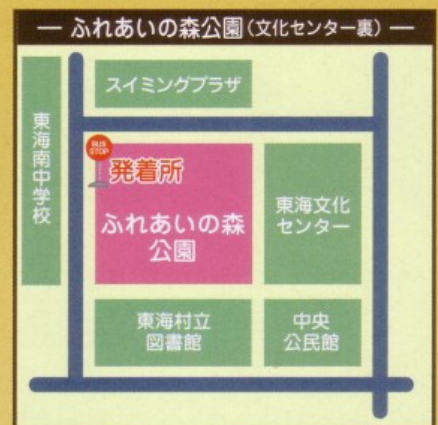 ふれあいの森公園(文化センター裏)
スイミングプラザ
東海南中学校
BUS STOP
発着所
ふれあいの森
公園
東海文化
センター
東海村立
図書館
中央
公民館